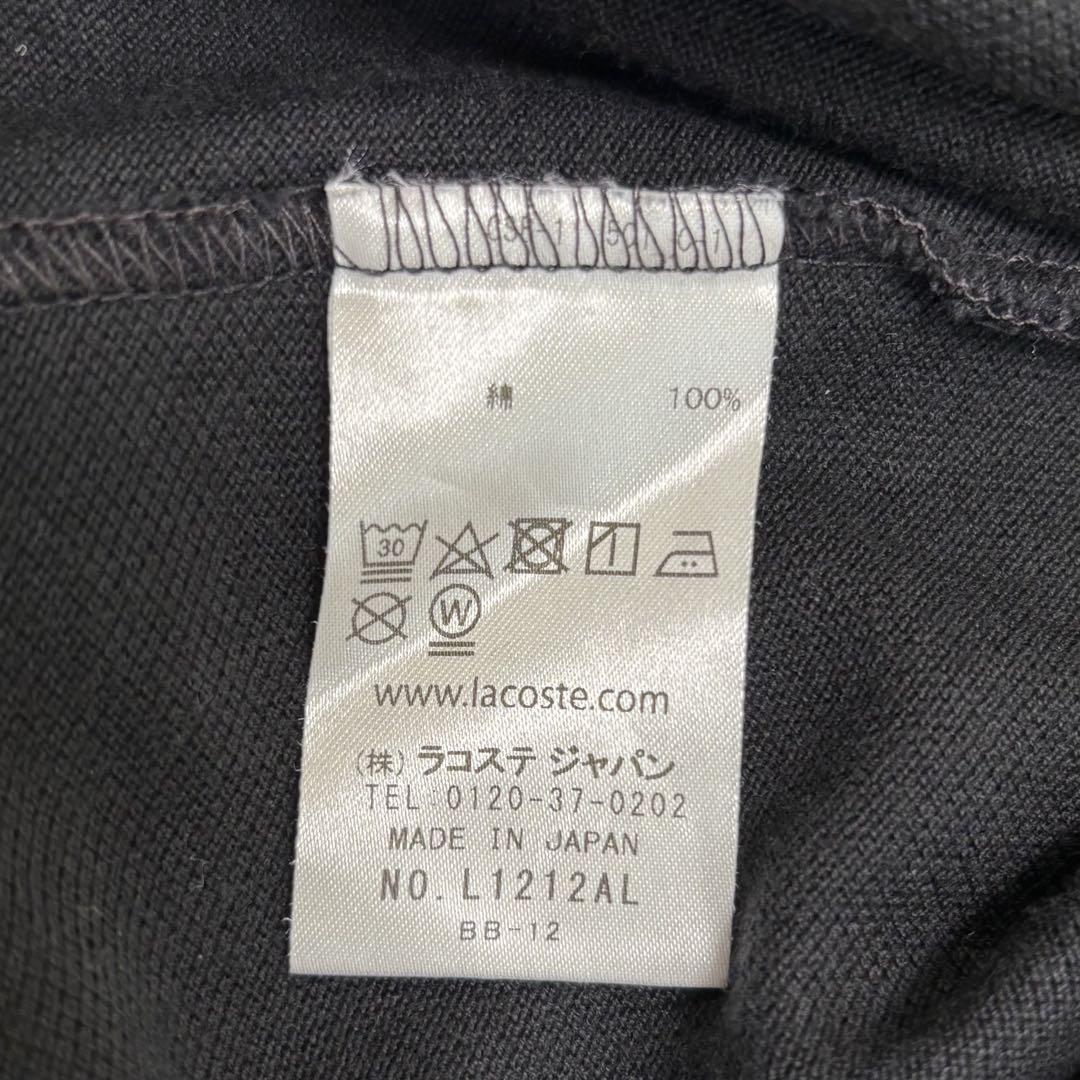 綿 100%
30
W
www.lacoste.com
(株) ラコステ ジャパン
TEL:0120-37-0202
MADE IN JAPAN
NO. L1212AL
BB-12